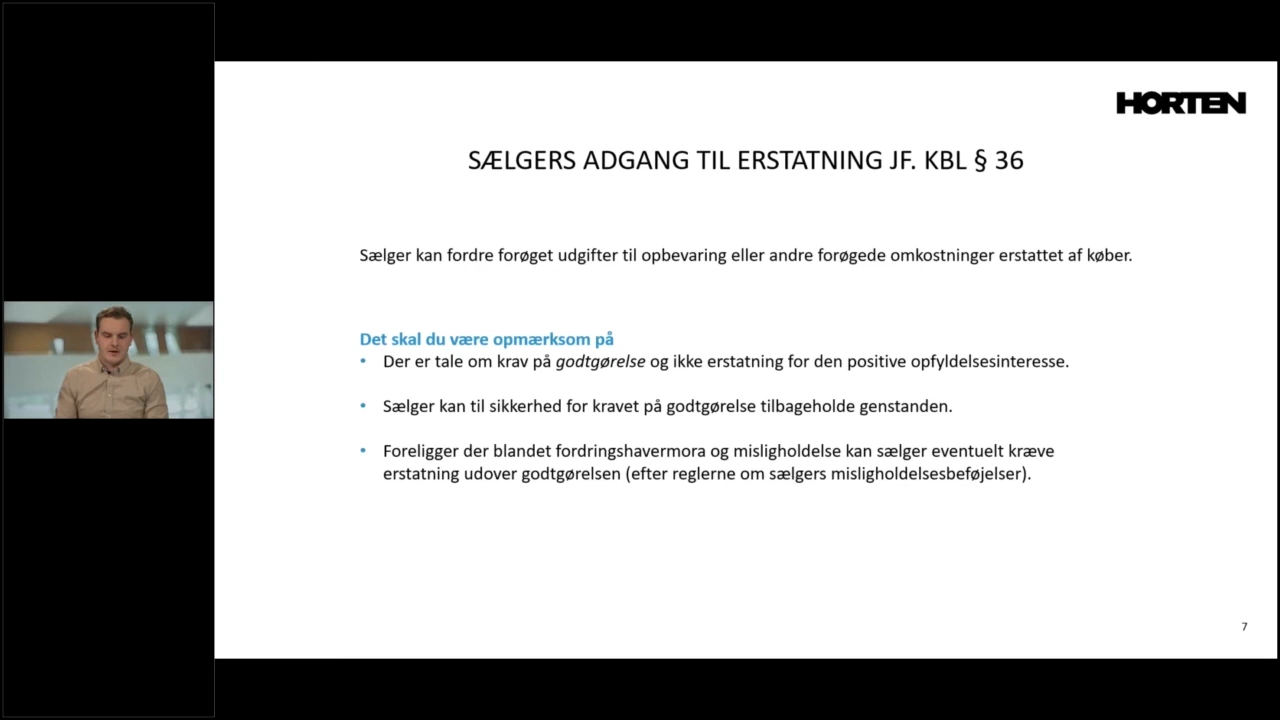 HORTEN
SÆLGERS ADGANG TIL ERSTATNING JF. KBL § 36
Sælger kan fordre forøget udgifter til opbevaring eller andre forøgede omkostninger erstattet af køber.
Det skal du være opmærksom på
• Der er tale om krav på godtgørelse og ikke erstatning for den positive opfyldelsesinteresse.
• Sælger kan til sikkerhed for kravet på godtgørelse tilbageholde genstanden.
• Foreligger der blandet fordringshavermora og misligholdelse kan sælger eventuelt kræve
erstatning udover godtgørelsen (efter reglerne om sælgers misligholdelsesbeføjelser).
7